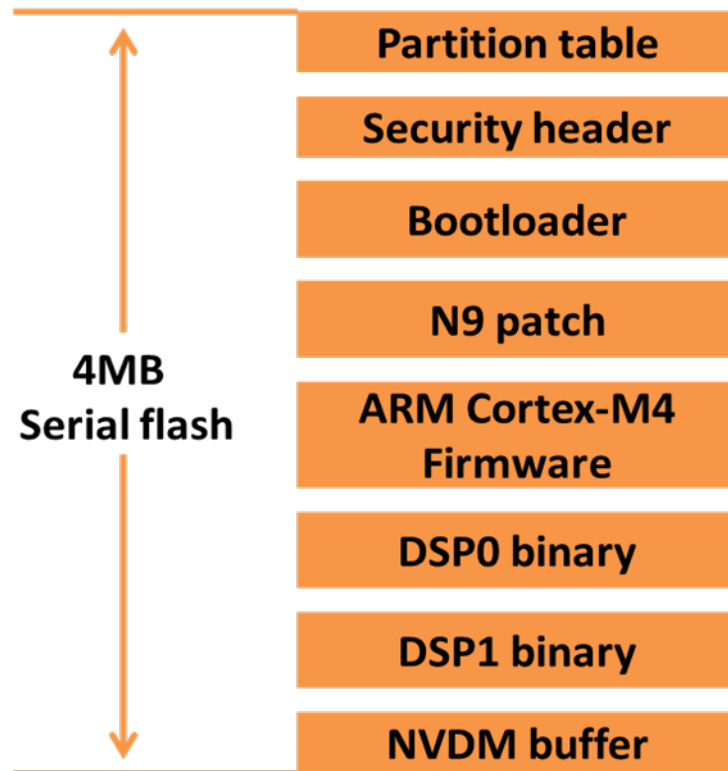 Partition table
Security header
Bootloader
N9 patch
4MB
Serial flash
ARM Cortex-M4
Firmware
DSP0 binary
DSP1 binary
NVDM buffer